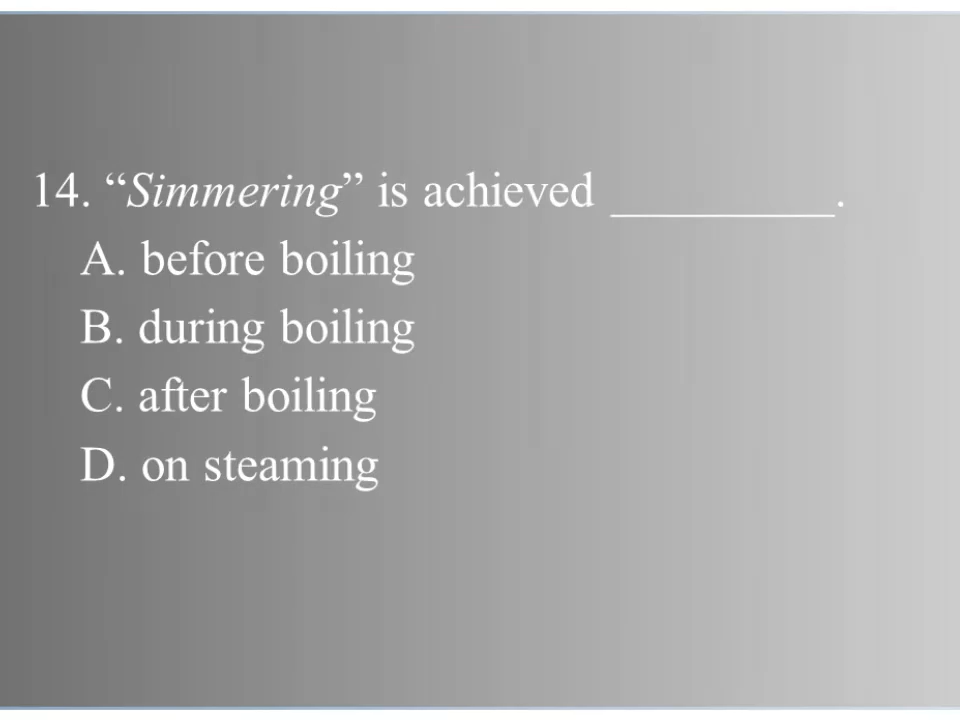 14. “Simmering” is achieved _________.
A. before boiling
B. during boiling
C. after boiling
D. on steaming